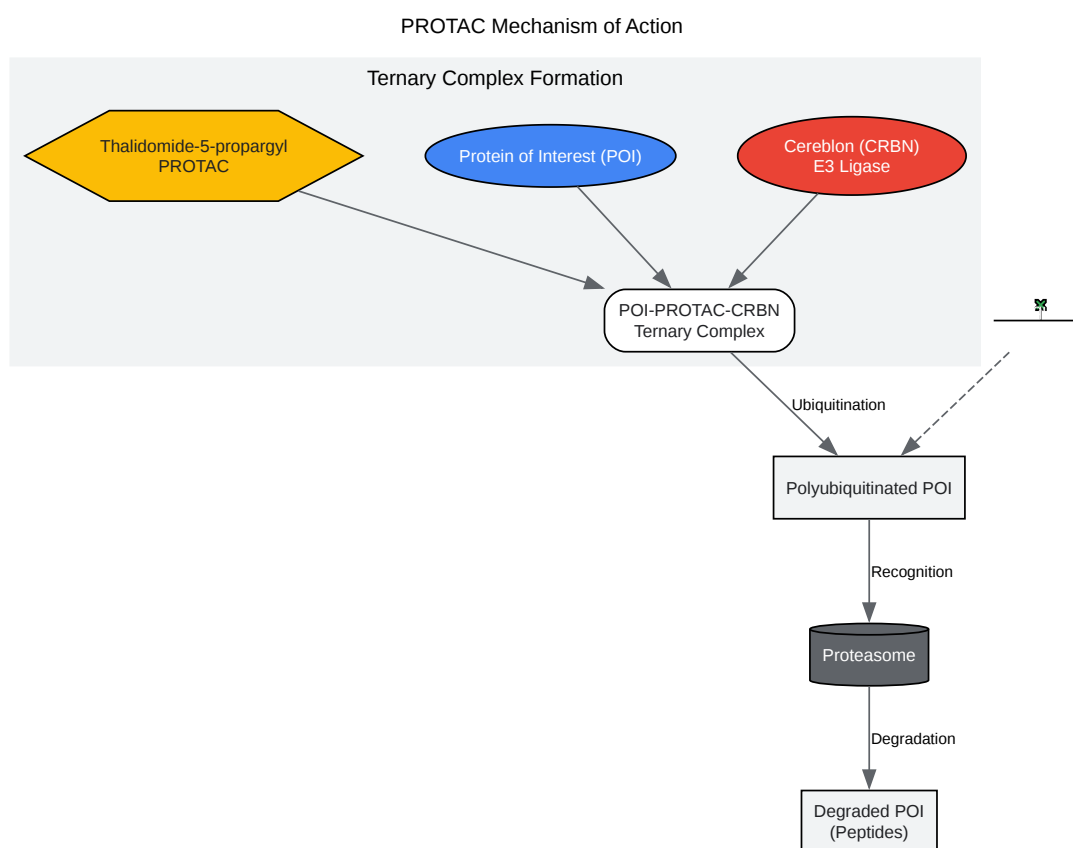 PROTAC Mechanism of Action
Ternary Complex Formation
Thalidomide-5-propargyl
PROTAC
Protein of Interest (POI)
Cereblon (CRBN)
E3 Ligase
POI-PROTAC-CRBN
Ternary Complex
Ubiquitination
Polyubiquitinated POI
Recognition
Proteasome
Degradation
Degraded POI
(Peptides)